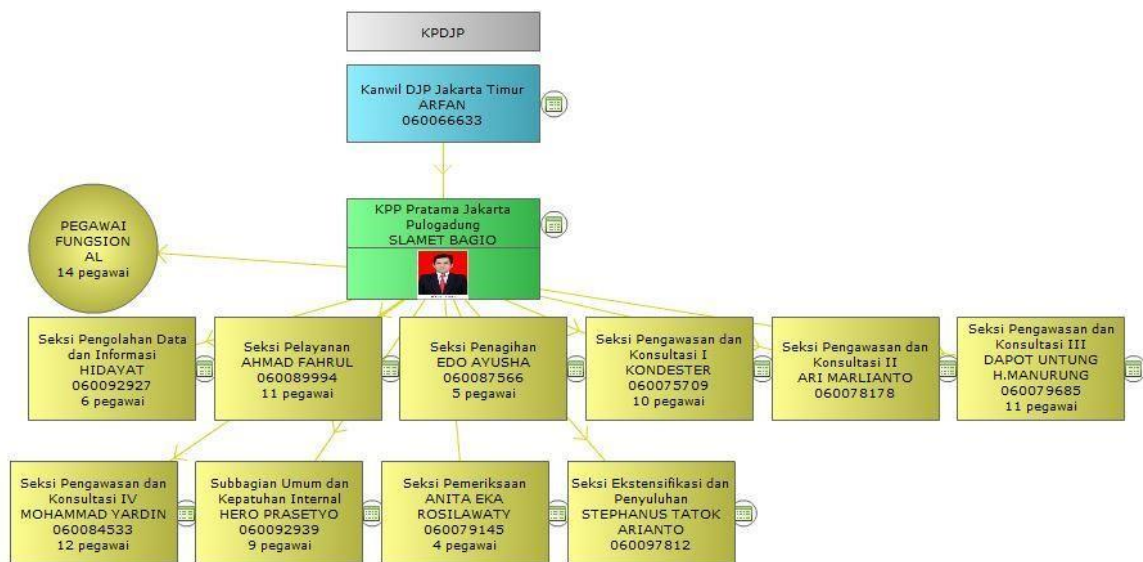 KPDJP
Kanwil DJP Jakarta Timur
ARFAN
060066633
KPP Pratama Jakarta
Pulogadung
SLAMET BAGIO
PEGAWAI
FUNGSION
AL
14 pegawai
Seksi Pengolahan Data
dan Informasi
HIDAYAT
060092927
6 pegawai
Seksi Pelayanan
AHMAD FAHRUL
060089994
11 pegawai
Seksi Penagihan
EDO AYUSHA
060087566
5 pegawai
Seksi Pengawasan dan
Konsultasi I
KONDESTER
060075709
10 pegawai
Seksi Pengawasan dan
Konsultasi II
ARI MARLIANTO
060078178
Seksi Pengawasan dan
Konsultasi III
DAPOT UNTUNG
H.MANURUNG
060079685
11 pegawai
Seksi Pengawasan dan
Konsultasi IV
MOHAMMAD YARDIN
060084533
12 pegawai
Subbagian Umum dan
Kepatuhan Internal
HERO PRASETYO
060092939
9 pegawai
Seksi Pemeriksaan
ANITA EKA
ROSILAWATY
060079145
4 pegawai
Seksi Ekstensifikasi dan
Penyuluhan
STEPHANUS TATOK
ARIANTO
060097812